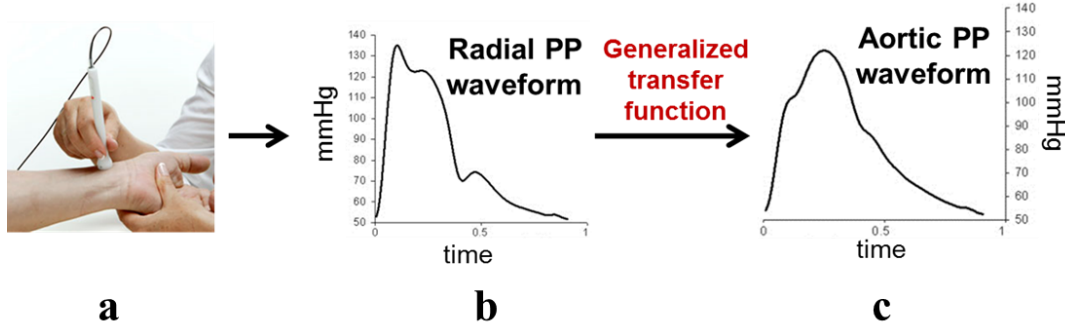 Radial PP
waveform
mmHg
140
130
120
110
100
90
80
70
60
50
0
0.5
1
time
Generalized
transfer
function
Aortic PP
waveform
140
130
120
110
100
90
80
70
60
50
mmHg
0
0.5
1
time
a
b
c